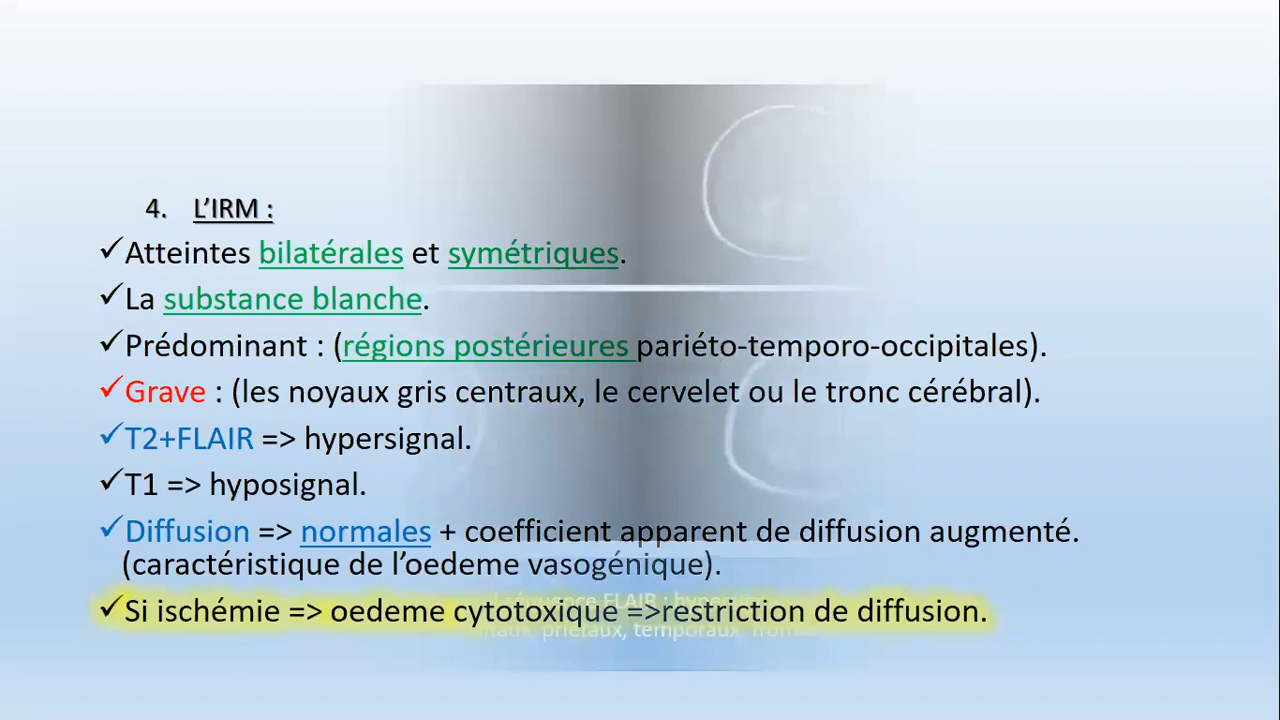 4. L'IRM :
✓Atteintes bilatérales et symétriques.
✓La substance blanche.
✓Prédominant : (régions postérieures pariéto-temporo-occipitales).
✓Grave : (les noyaux gris centraux, le cervelet ou le tronc cérébral).
✓T2+FLAIR => hypersignal.
✓T1 => hyposignal.
✓Diffusion => normales + coefficient apparent de diffusion augmenté.
(caractéristique de l'oedeme vasogénique).
✓Si ischémie => oedeme cytotoxique =>restriction de diffusion.
FLAIR :
temporaux,